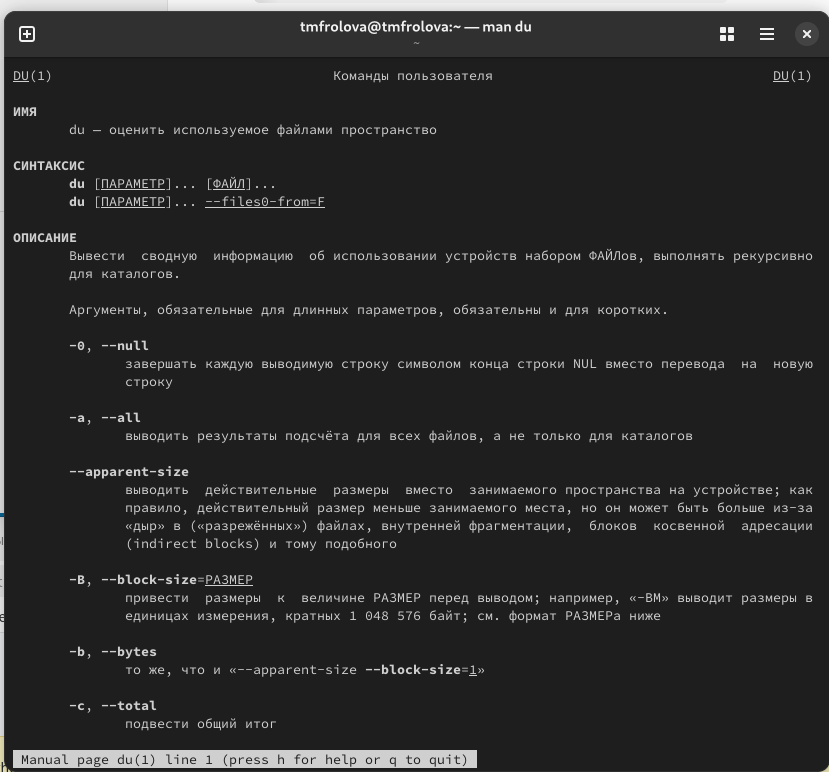 tmfrolova@tmfrolova:~ — man du
~
DU(1) Команды пользователя DU(1)
ИМЯ
du — оценить используемое файлами пространство
СИНТАКСИС
du [ПАРАМЕТР]... [ФАЙЛ]...
du [ПАРАМЕТР]... --files0-from=F
ОПИСАНИЕ
Вывести сводную информацию об использовании устройств набором ФАЙЛов, выполнять рекурсивно
для каталогов.
Аргументы, обязательные для длинных параметров, обязательны и для коротких.
-0, --null
завершать каждую выводимую строку символом конца строки NUL вместо перевода на новую
строку
-a, --all
выводить результаты подсчёта для всех файлов, а не только для каталогов
--apparent-size
выводить действительные размеры вместо занимаемого пространства на устройстве; как
правило, действительный размер меньше занимаемого места, но он может быть больше из-за
«дыр» в («разрежённых») файлах, внутренней фрагментации, блоков косвенной адресации
(indirect blocks) и тому подобного
-B, --block-size=РАЗМЕР
привести размеры к величине РАЗМЕР перед выводом; например, «-BM» выводит размеры в
единицах измерения, кратных 1 048 576 байт; см. формат РАЗМЕРа ниже
-b, --bytes
то же, что и «--apparent-size --block-size=1»
-c, --total
подвести общий итог
Manual page du(1) line 1 (press h for help or q to quit)